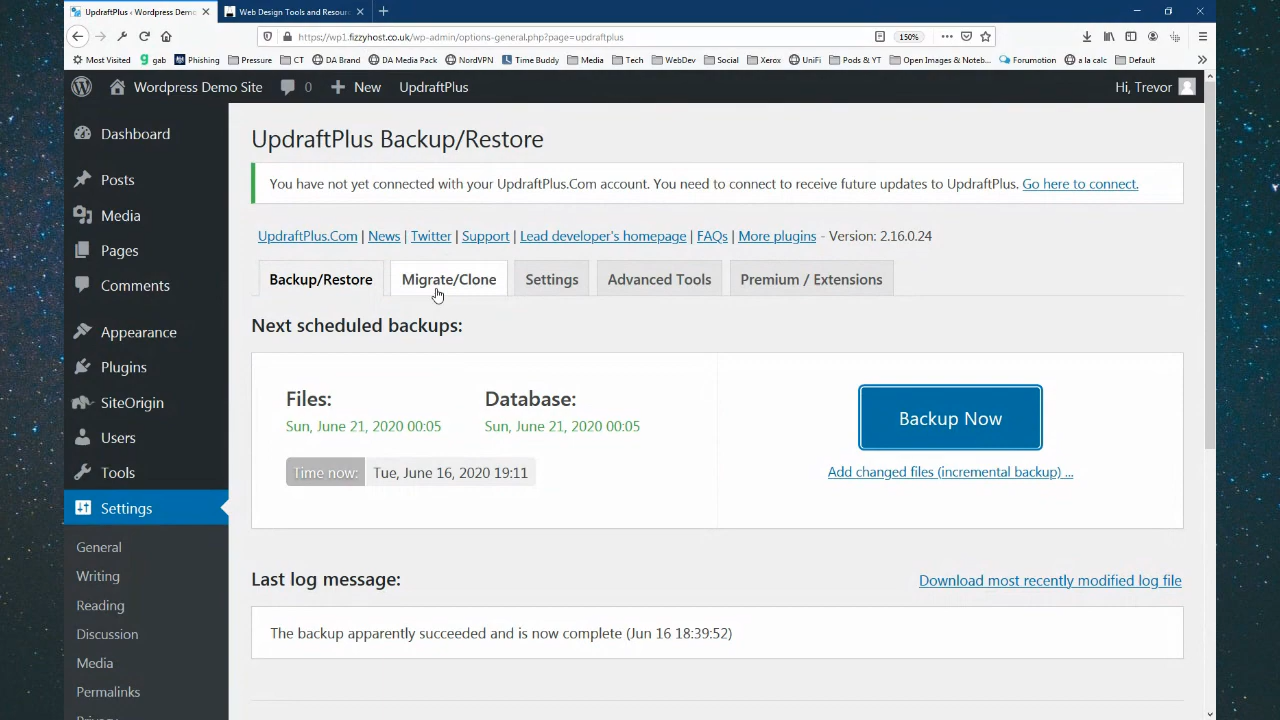 UpdraftPlus ‹ Wordpress Demo
Web Design Tools and Resourc
https://wp1.fizzyhost.co.uk/wp-admin/options-general.php?page=updraftplus
150%
Most Visited
gab
Phishing
Pressure
CT
DA Brand
DA Media Pack
NordVPN
Time Buddy
Media
Tech
WebDev
Social
Xerox
UniFi
Pods & YT
Open Images & Noteb...
Forumotion
a la calc
Default
Wordpress Demo Site
0
New
UpdraftPlus
Hi, Trevor
Dashboard
Posts
Media
Pages
Comments
Appearance
Plugins
SiteOrigin
Users
Tools
Settings
General
Writing
Reading
Discussion
Media
Permalinks
Privacy
UpdraftPlus Backup/Restore
You have not yet connected with your UpdraftPlus.Com account. You need to connect to receive future updates to UpdraftPlus. Go here to connect.
UpdraftPlus.Com | News | Twitter | Support | Lead developer's homepage | FAQs | More plugins - Version: 2.16.0.24
Backup/Restore
Migrate/Clone
Settings
Advanced Tools
Premium / Extensions
Next scheduled backups:
Files:
Sun, June 21, 2020 00:05
Database:
Sun, June 21, 2020 00:05
Time now:
Tue, June 16, 2020 19:11
Backup Now
Add changed files (incremental backup) ...
Last log message:
Download most recently modified log file
The backup apparently succeeded and is now complete (Jun 16 18:39:52)